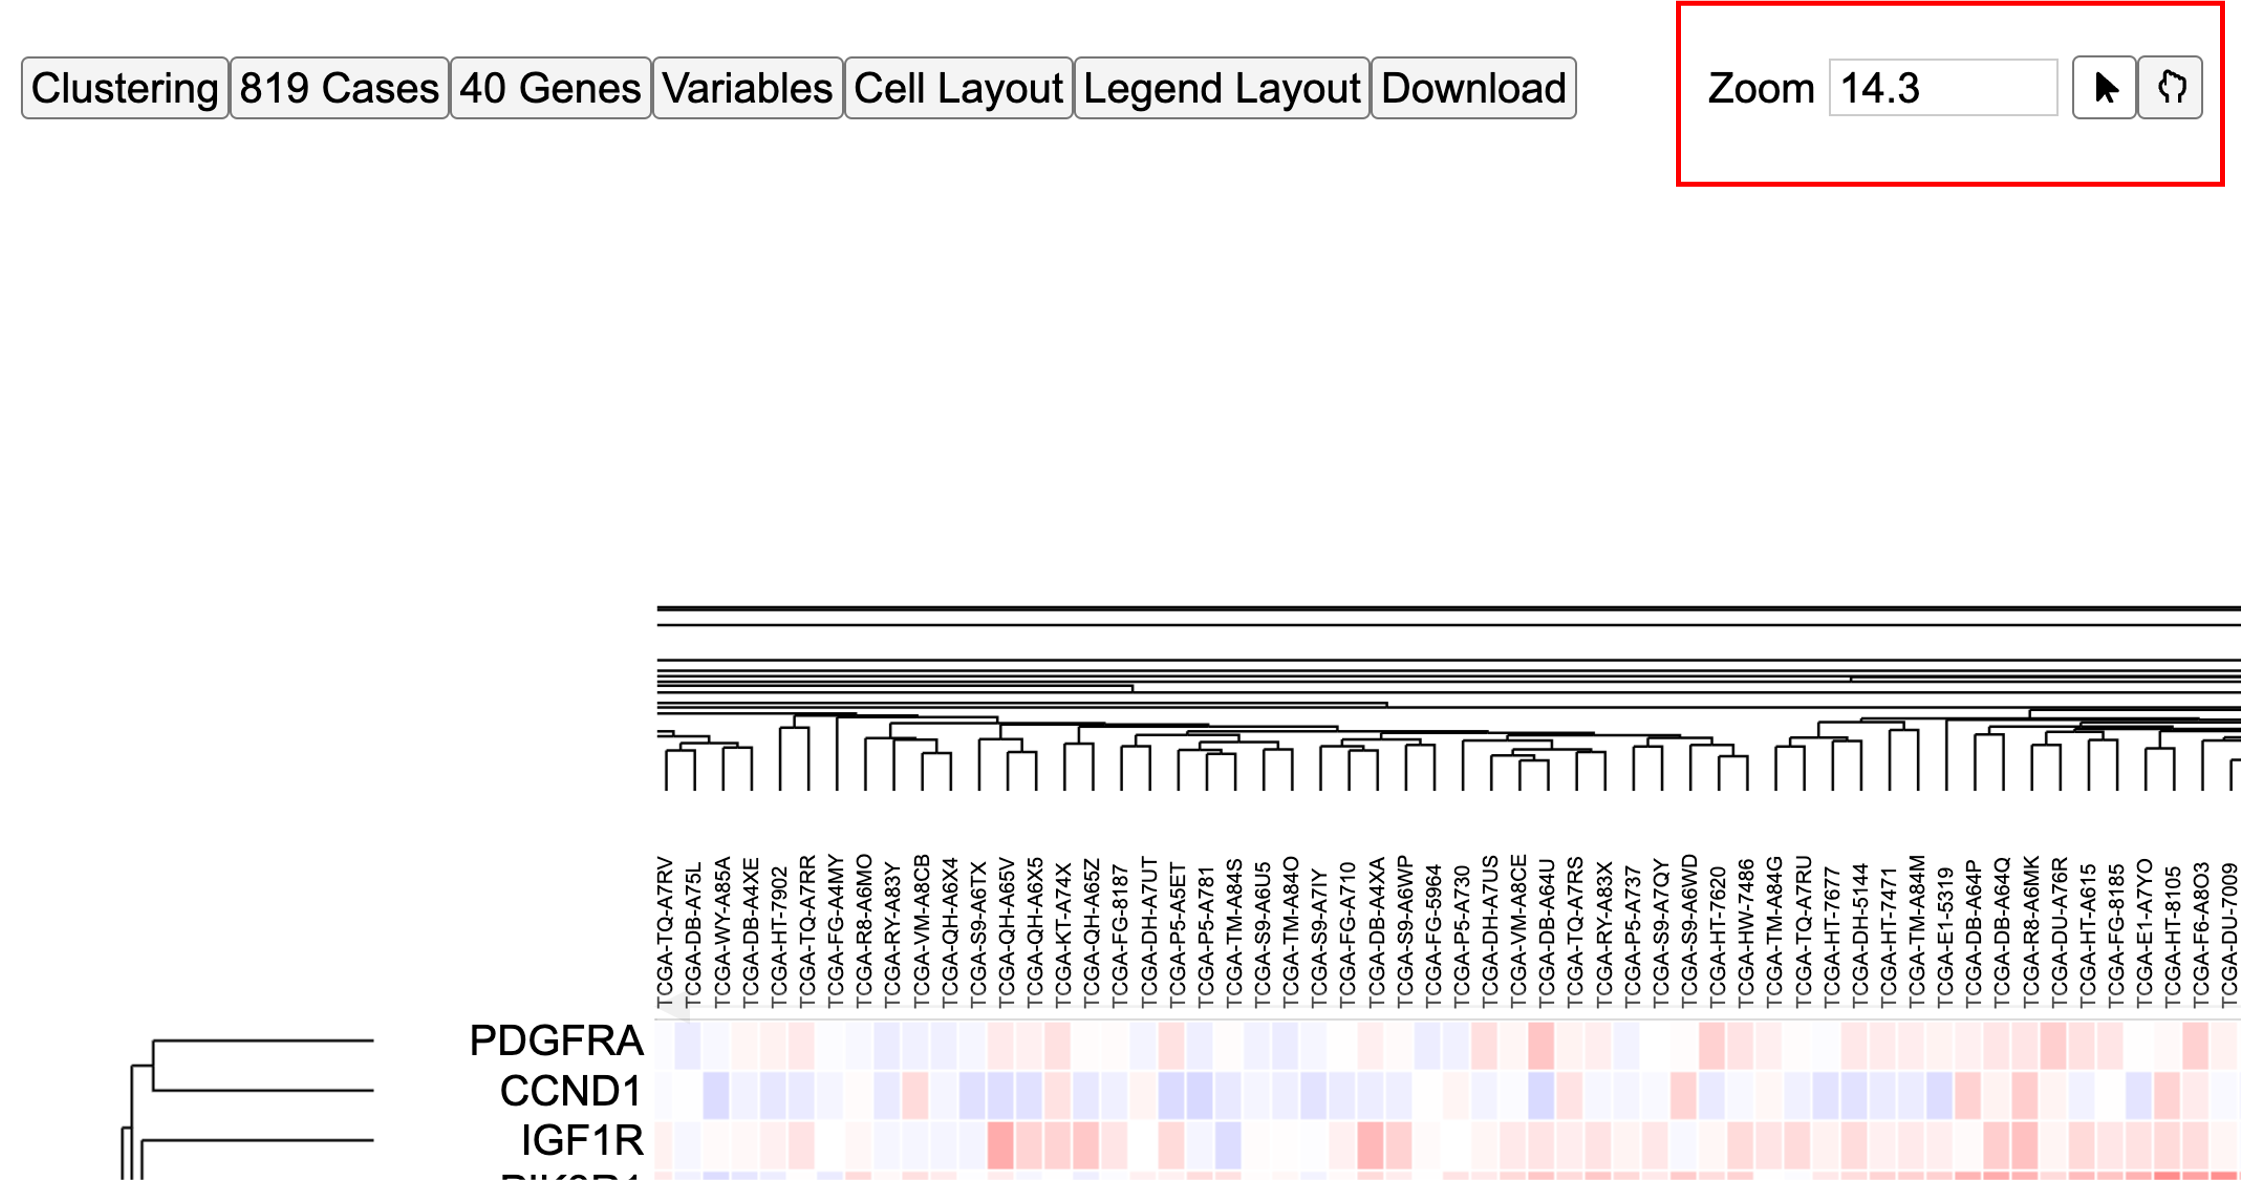 Clustering 819 Cases 40 Genes Variables Cell Layout Legend Layout Download Zoom 14.3
TCGA-TQ-A7RV
TCGA-DB-A75L
TCGA-WY-A85A
TCGA-DB-A4XE
TCGA-HT-7902
TCGA-TQ-A7RR
TCGA-FG-A4MY
TCGA-R8-A6MO
TCGA-RY-A83Y
TCGA-VM-A8CB
TCGA-QH-A6X4
TCGA-S9-A6TX
TCGA-QH-A65V
TCGA-QH-A6X5
TCGA-KT-A74X
TCGA-QH-A65Z
TCGA-FG-8187
TCGA-DH-A7UT
TCGA-P5-A5ET
TCGA-P5-A781
TCGA-TM-A84S
TCGA-S9-A6U5
TCGA-TM-A84O
TCGA-S9-A7IY
TCGA-FG-A710
TCGA-DB-A4XA
TCGA-S9-A6WP
TCGA-FG-5964
TCGA-P5-A730
TCGA-DH-A7US
TCGA-VM-A8CE
TCGA-DB-A64U
TCGA-TQ-A7RS
TCGA-RY-A83X
TCGA-P5-A737
TCGA-S9-A7QY
TCGA-S9-A6WD
TCGA-HT-7620
TCGA-HW-7486
TCGA-TM-A84G
TCGA-TQ-A7RU
TCGA-HT-7677
TCGA-DH-5144
TCGA-HT-7471
TCGA-TM-A84M
TCGA-E1-5319
TCGA-DB-A64P
TCGA-DB-A64Q
TCGA-R8-A6MK
TCGA-DU-A76R
TCGA-HT-A615
TCGA-FG-8185
TCGA-E1-A7YO
TCGA-HT-8105
TCGA-F6-A8O3
TCGA-DU-7009
PDGFRA
CCND1
IGF1R